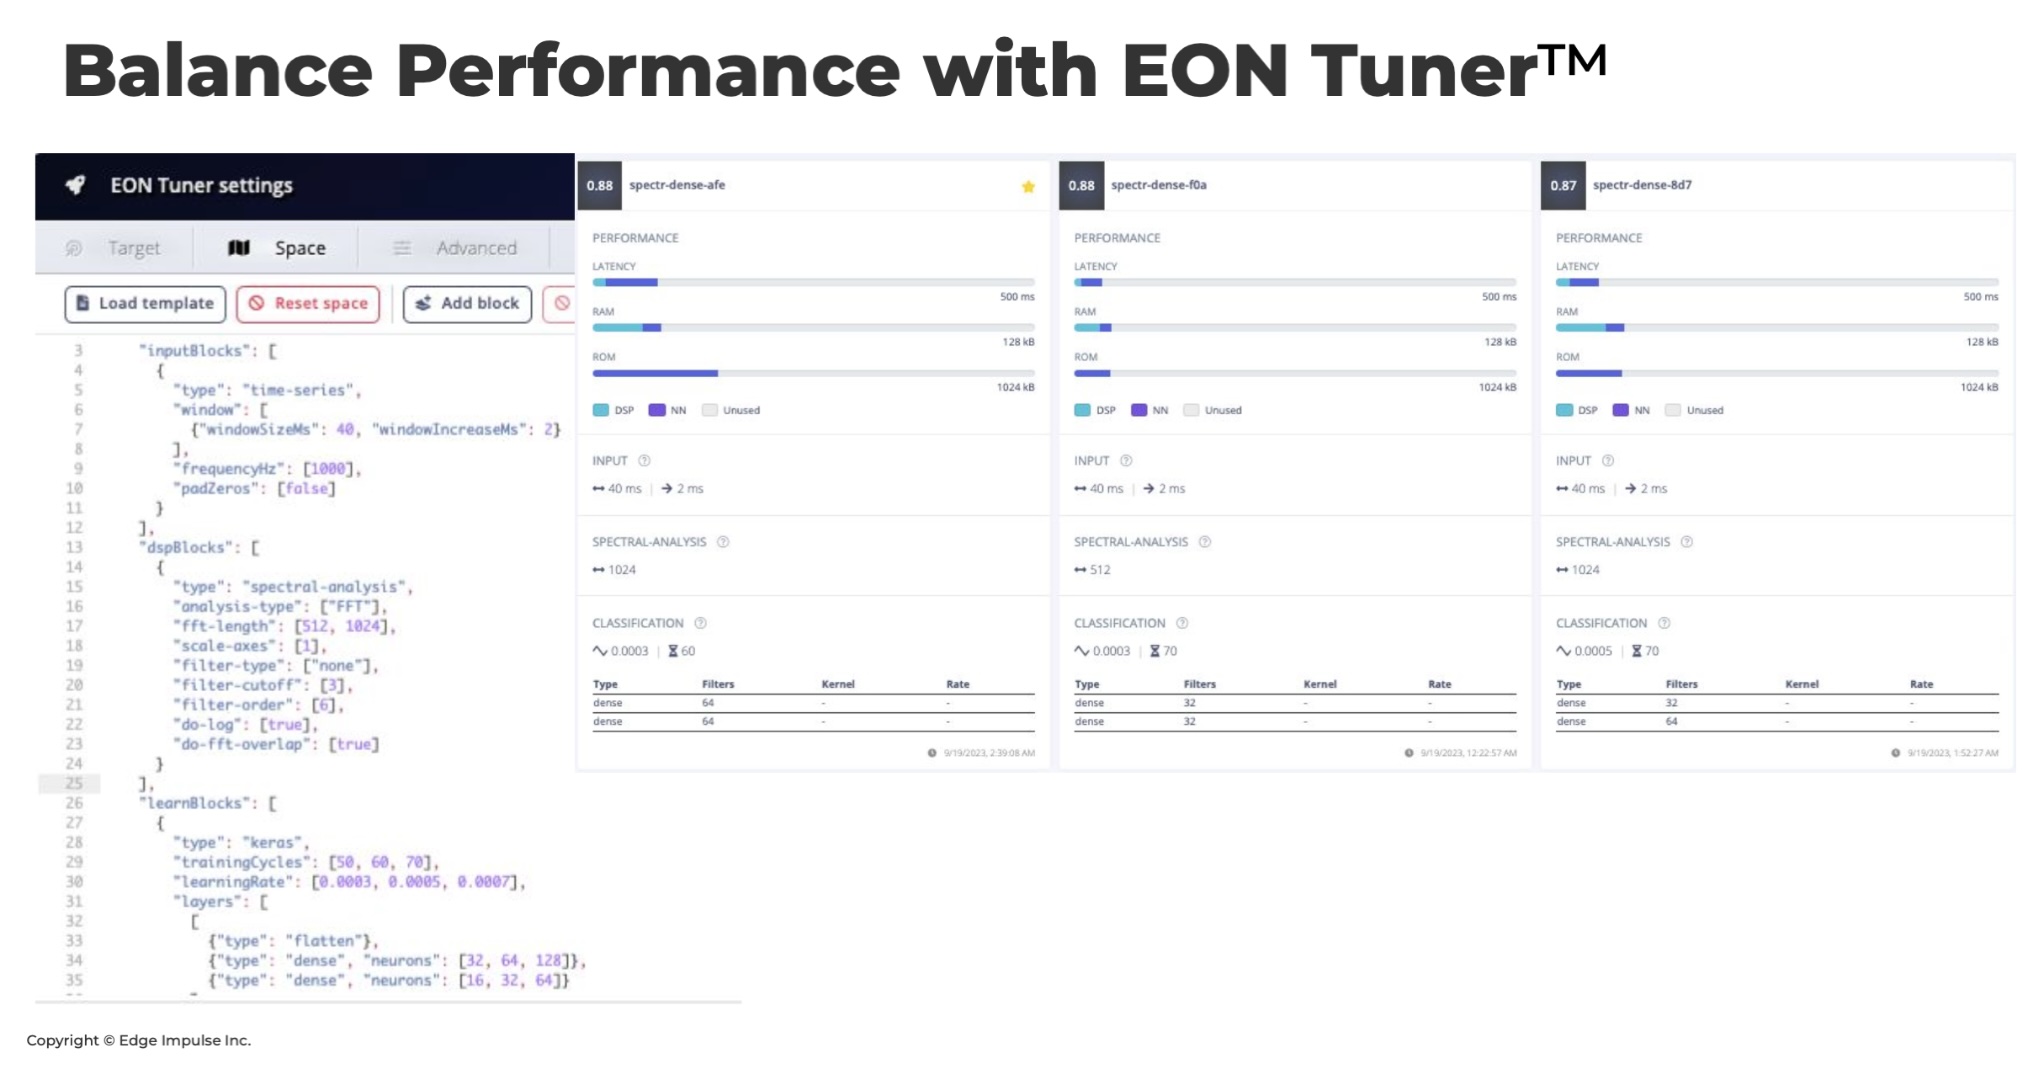 Balance Performance with EON Tuner™
EON Tuner settings
Target Space Advanced
Load template Reset space Add block
3 "inputBlocks": [
4 {
5 "type": "time-series",
6 "window": [
7 {"windowSizeMs": 40, "windowIncreaseMs": 2}
8 ],
9 "frequencyHz": [1000],
10 "padZeros": [false]
11 }
12 ],
13 "dspBlocks": [
14 {
15 "type": "spectral-analysis",
16 "analysis-type": ["FFT"],
17 "fft-length": [512, 1024],
18 "scale-axes": [1],
19 "filter-type": ["none"],
20 "filter-cutoff": [3],
21 "filter-order": [6],
22 "do-log": [true],
23 "do-fft-overlap": [true]
24 }
25 ],
26 "learnBlocks": [
27 {
28 "type": "keras",
29 "trainingCycles": [50, 60, 70],
30 "learningRate": [0.0003, 0.0005, 0.0007],
31 "layers": [
32 [
33 {"type": "flatten"},
34 {"type": "dense", "neurons": [32, 64, 128]},
35 {"type": "dense", "neurons": [16, 32, 64]}
0.88 spectr-dense-afe
PERFORMANCE
LATENCY
500 ms
RAM
128 kB
ROM
1024 kB
DSP NN Unused
INPUT
40 ms | 2 ms
SPECTRAL-ANALYSIS
1024
CLASSIFICATION
0.0003 | 60
Type Filters Kernel Rate
dense 64 - -
dense 64 - -
9/19/2023, 2:39:08 AM
0.88 spectr-dense-f0a
PERFORMANCE
LATENCY
500 ms
RAM
128 kB
ROM
1024 kB
DSP NN Unused
INPUT
40 ms | 2 ms
SPECTRAL-ANALYSIS
512
CLASSIFICATION
0.0003 | 70
Type Filters Kernel Rate
dense 32 - -
dense 32 - -
9/19/2023, 12:22:57 AM
0.87 spectr-dense-8d7
PERFORMANCE
LATENCY
500 ms
RAM
128 kB
ROM
1024 kB
DSP NN Unused
INPUT
40 ms | 2 ms
SPECTRAL-ANALYSIS
1024
CLASSIFICATION
0.0005 | 70
Type Filters Kernel Rate
dense 32 - -
dense 64 - -
9/19/2023, 1:52:27 AM
Copyright © Edge Impulse Inc.